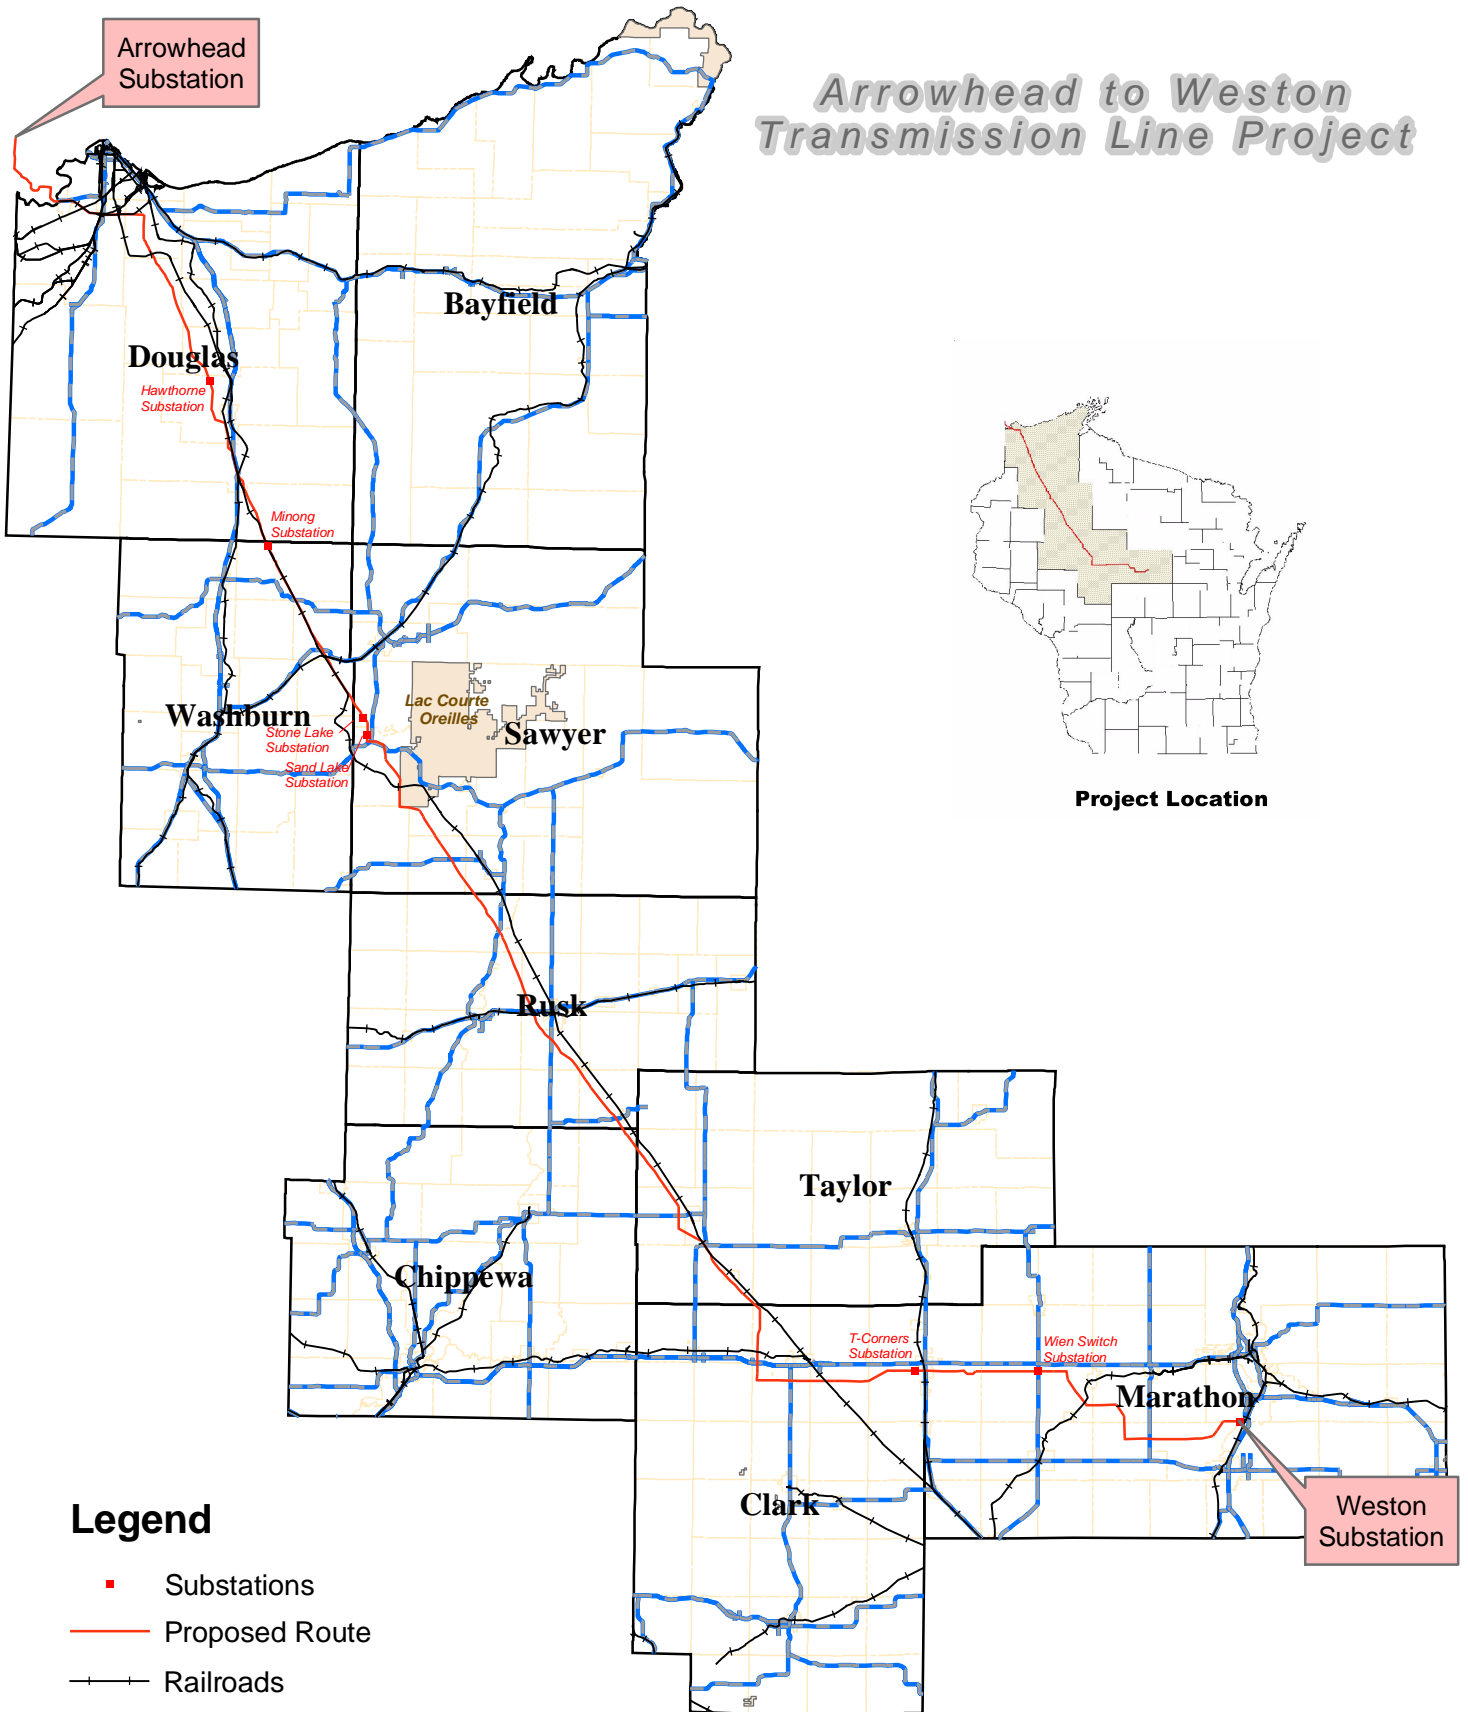 Arrowhead
Substation
Arrowhead to Weston
Transmission Line Project
Bayfield
Douglas
Hawthorne
Substation
Minong
Substation
Lac Courte
Oreilles
Washburn
Sawyer
Stone Lake
Substation
Sand Lake
Substation
Project Location
Rusk
Taylor
Chippewa
T-Corners
Substation
Wien Switch
Substation
Marathon
Clark
Weston
Substation
Legend
Substations
Proposed Route
Railroads